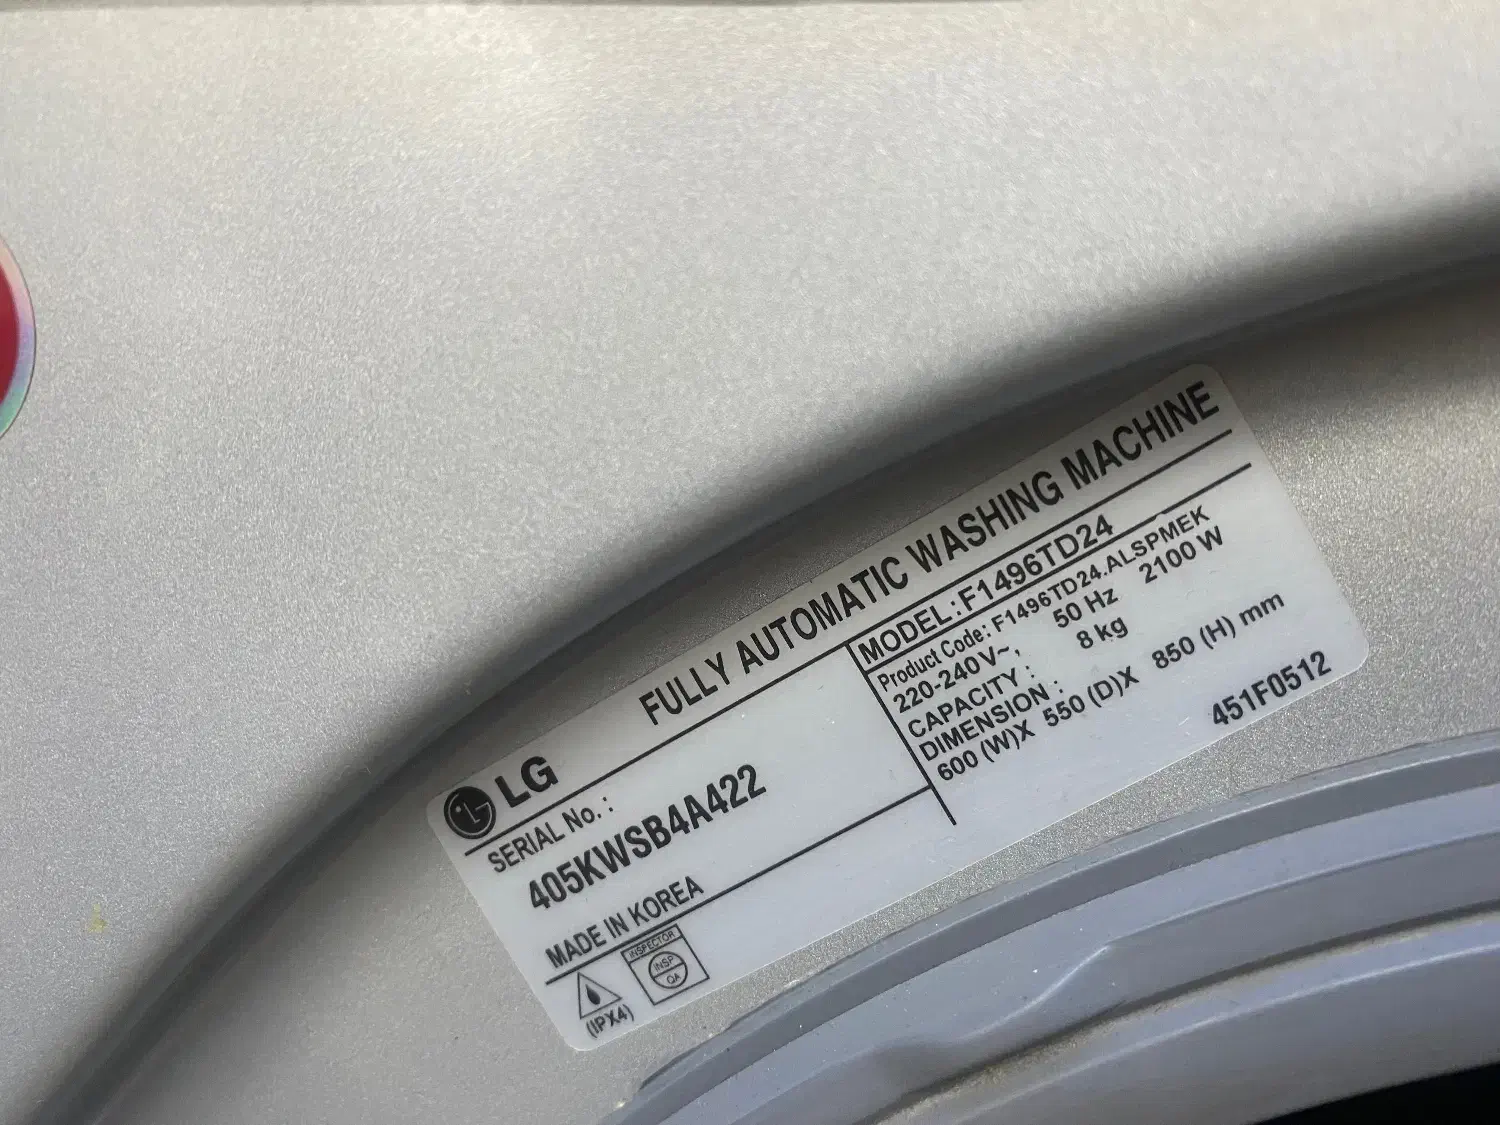 LG FULLY AUTOMATIC WASHING MACHINE
SERIAL No. :
405KWSB4A422
MADE IN KOREA
(IPX4)
INSPECTOR
INSP
QA
MODEL : F1496TD24
Product Code: F1496TD24.ALSPMEK
220-240 V~, 50 Hz 2100 W
CAPACITY : 8 kg
DIMENSION :
600 (W)X 550 (D)X 850 (H) mm
451F0512